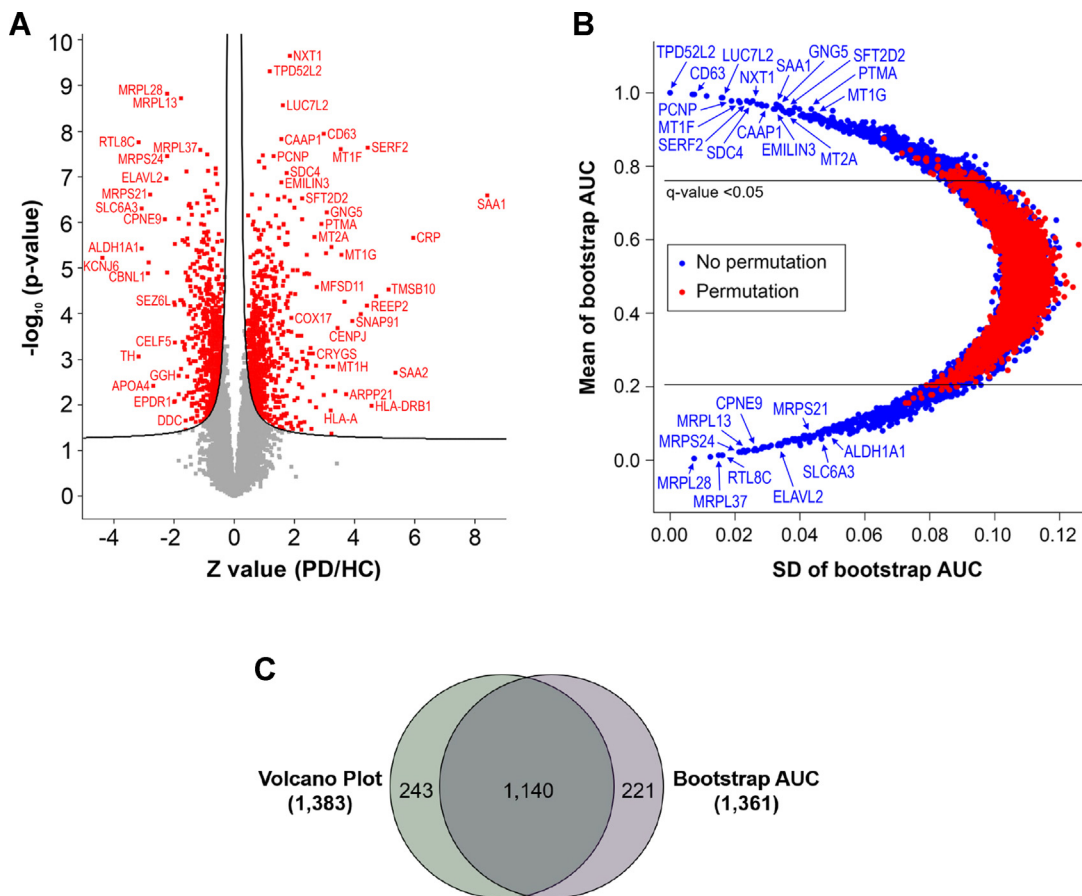 A
-log10 (p-value)
10
9
8
7
6
5
4
3
2
1
0
NXT1
TPD52L2
MRPL28
MRPL13
LUC7L2
RTL8C
MRPL37
MRPS24
CAAP1
CD63
SERF2
PCNP
MT1F
ELAVL2
SDC4
EMILIN3
MRPS21
SLC6A3
SFT2D2
SAA1
CPNE9
GNG5
PTMA
ALDH1A1
MT2A
CRP
KCNJ6
MT1G
CBNL1
MFSD11
TMSB10
SEZ6L
REEP2
COX17
SNAP91
CELF5
CENPJ
TH
CRYGS
GGH
MT1H
SAA2
APOA4
ARPP21
EPDR1
HLA-DRB1
DDC
HLA-A
-4
-2
0
2
4
6
8
Z value (PD/HC)
B
Mean of bootstrap AUC
1.0
0.8
0.6
0.4
0.2
0.0
TPD52L2
CD63
LUC7L2
NXT1
SAA1
GNG5
SFT2D2
PTMA
MT1G
PCNP
MT1F
SERF2
SDC4
CAAP1
EMILIN3
MT2A
q-value <0.05
No permutation
Permutation
CPNE9
MRPS21
MRPL13
MRPS24
ALDH1A1
SLC6A3
MRPL28
RTL8C
MRPL37
ELAVL2
0.00
0.02
0.04
0.06
0.08
0.10
0.12
SD of bootstrap AUC
C
Volcano Plot
(1,383)
243
1,140
221
Bootstrap AUC
(1,361)